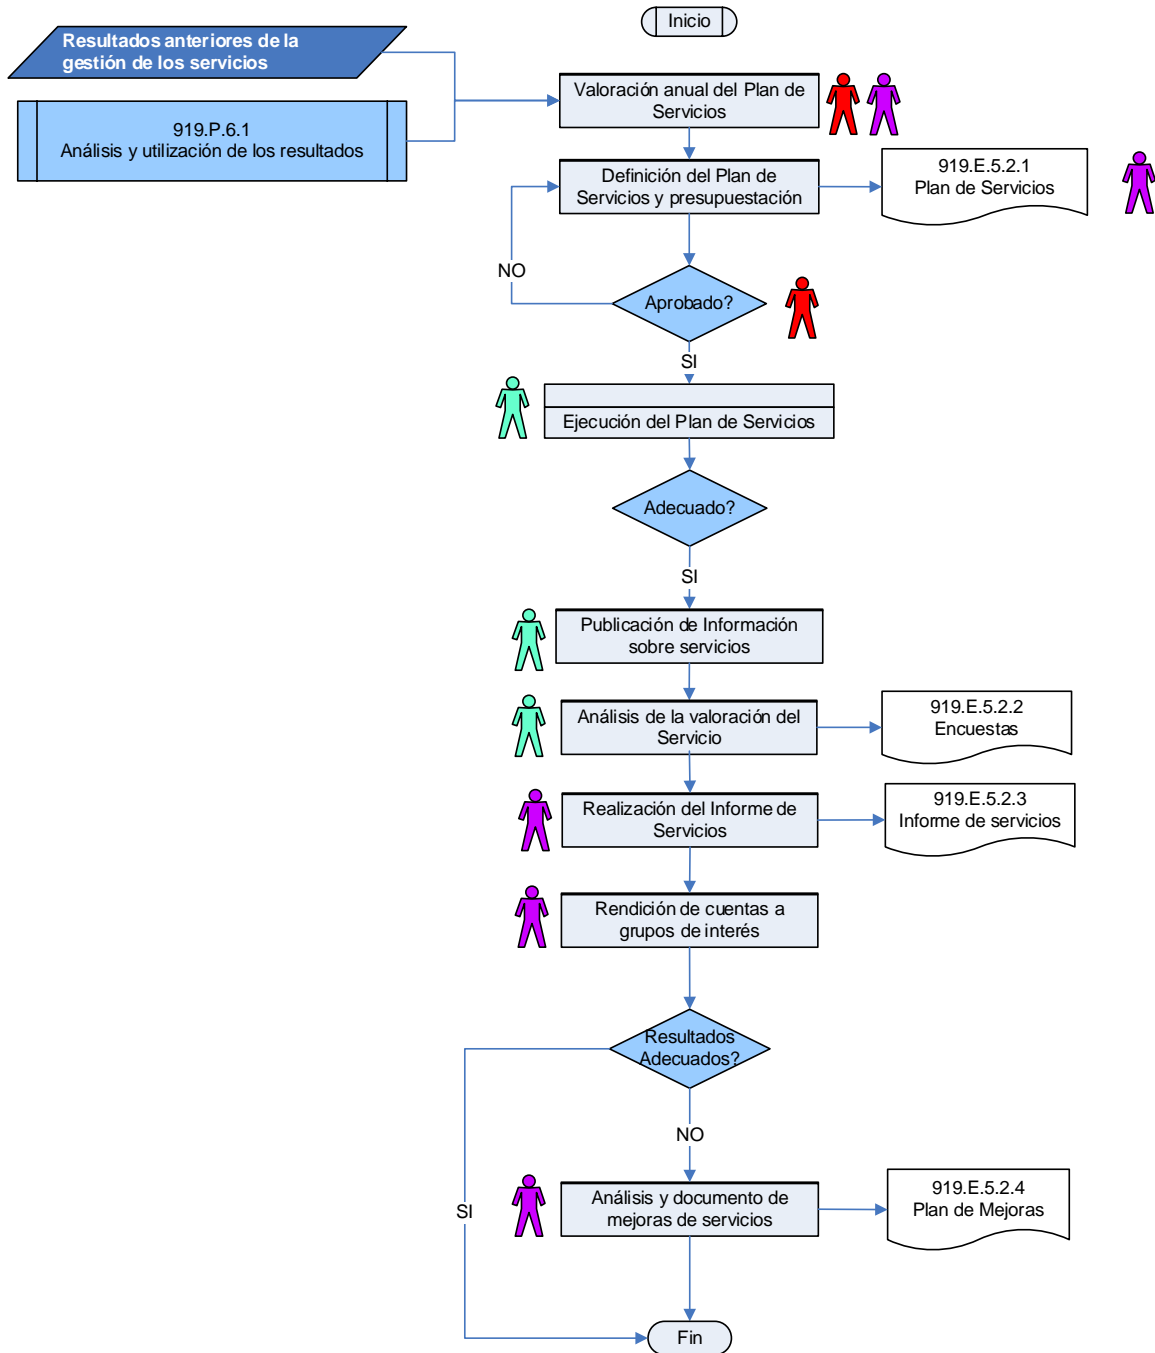 Inicio
Resultados anteriores de la
gestión de los servicios
Valoración anual del Plan de
Servicios
919.P.6.1
Análisis y utilización de los resultados
Definición del Plan de
Servicios y presupuestación
919.E.5.2.1
Plan de Servicios
NO
Aprobado?
SI
Ejecución del Plan de Servicios
Adecuado?
SI
Publicación de Información
sobre servicios
Análisis de la valoración del
Servicio
919.E.5.2.2
Encuestas
Realización del Informe de
Servicios
919.E.5.2.3
Informe de servicios
Rendición de cuentas a
grupos de interés
Resultados
Adecuados?
NO
SI
Análisis y documento de
mejoras de servicios
919.E.5.2.4
Plan de Mejoras
Fin